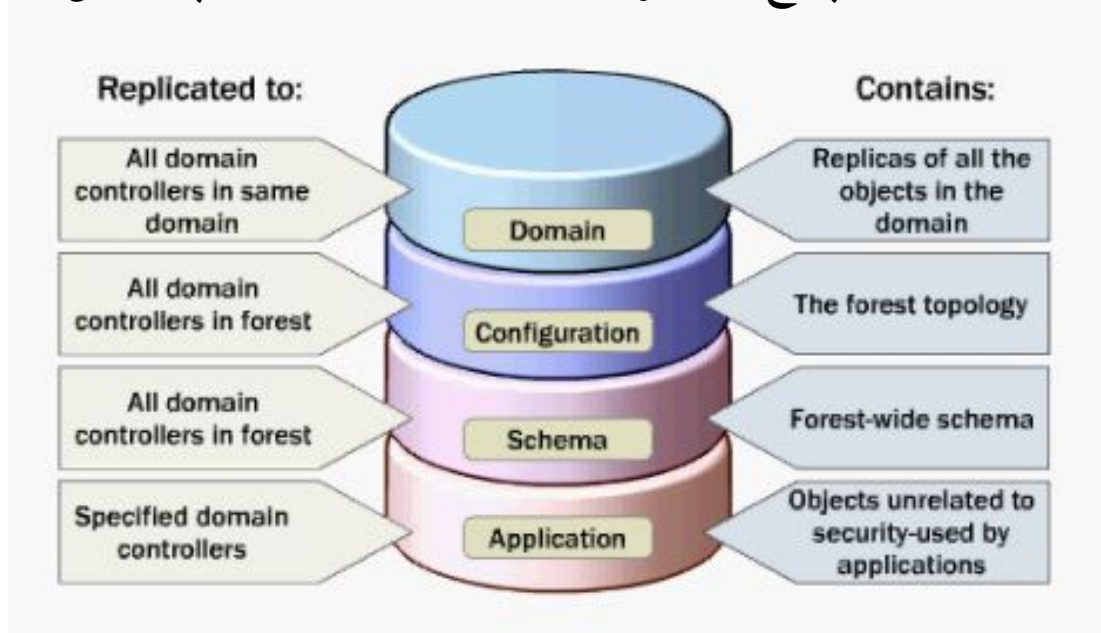 Replicated to:
Contains:
All domain
controllers in same
domain
Domain
Replicas of all the
objects in the
domain
All domain
controllers in forest
Configuration
The forest topology
All domain
controllers in forest
Schema
Forest-wide schema
Specified domain
controllers
Application
Objects unrelated to
security-used by
applications